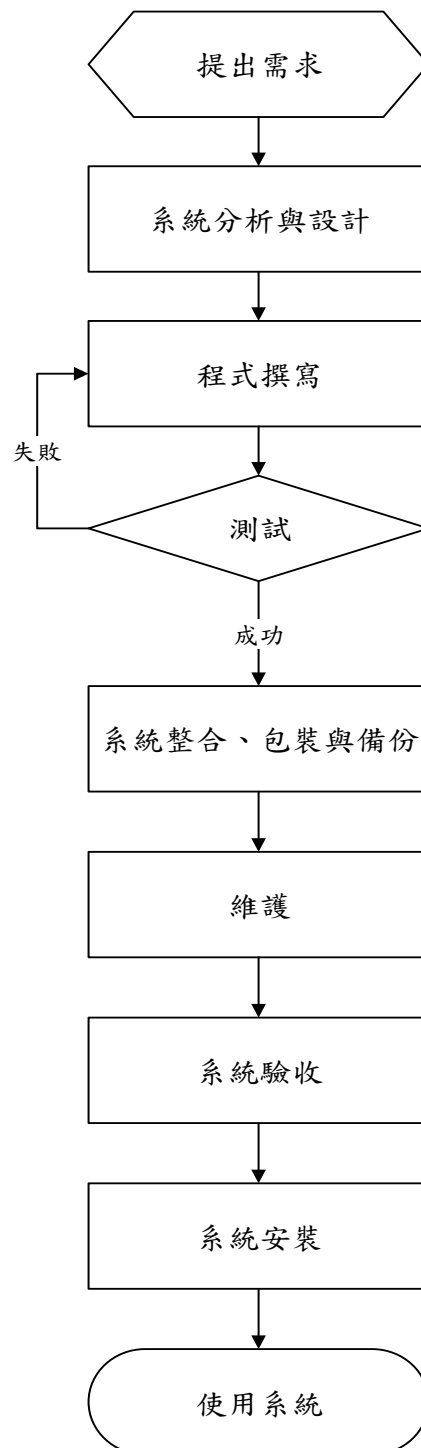 提出需求
系統分析與設計
程式撰寫
失敗
測試
成功
系統整合、包裝與備份
維護
系統驗收
系統安裝
使用系統